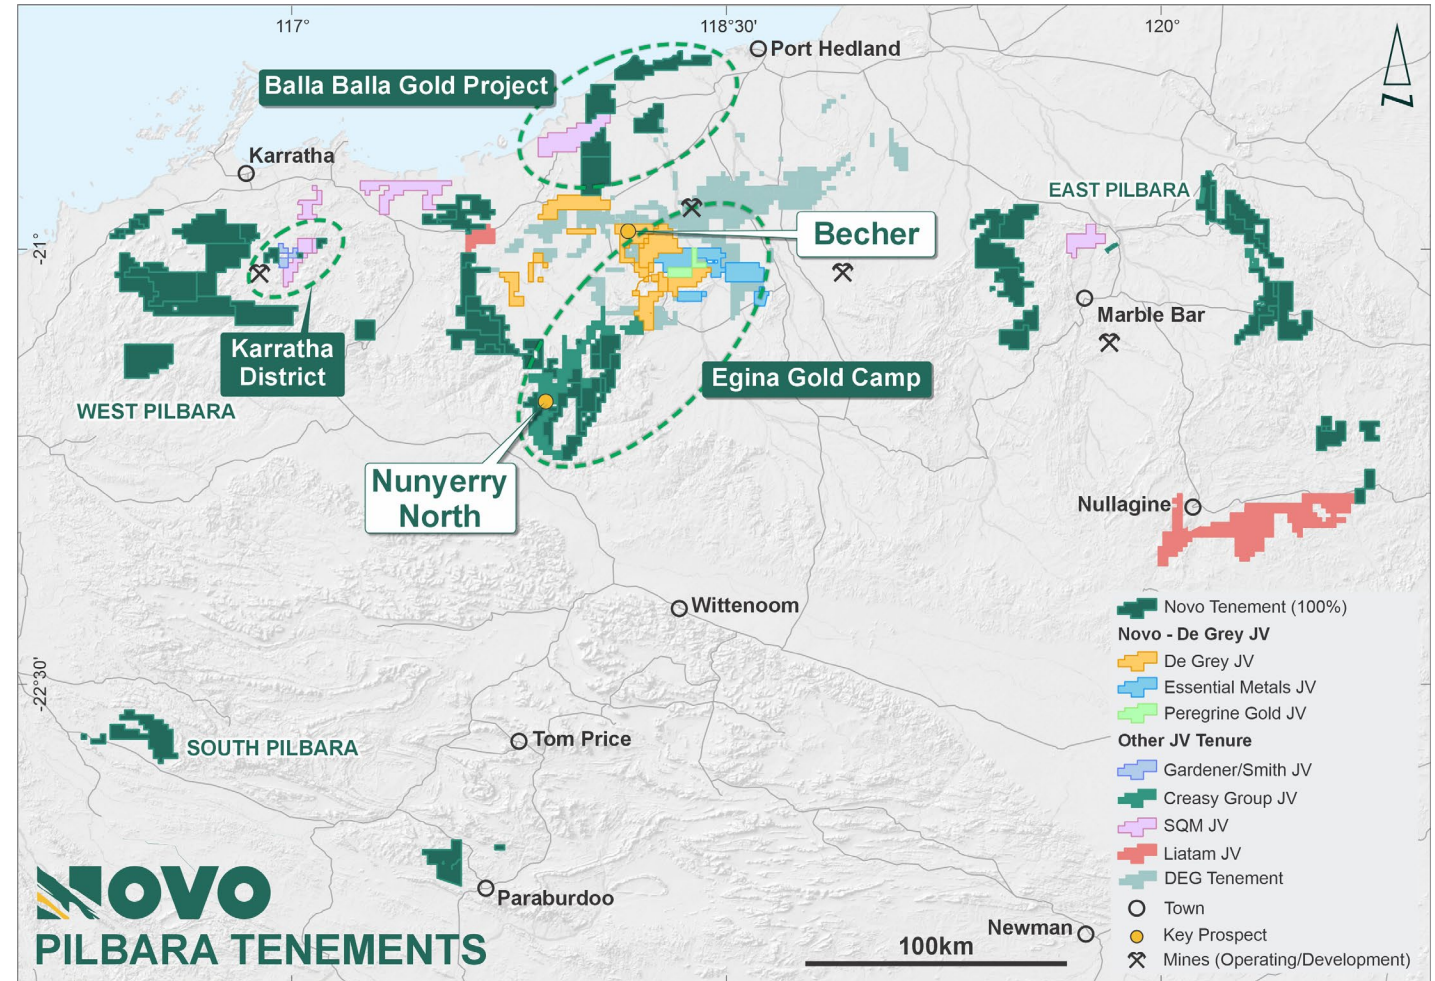 117°
118°30'
120°
Port Hedland
Balla Balla Gold Project
Karratha
EAST PILBARA
Becher
-21°
Marble Bar
Karratha
District
Egina Gold Camp
WEST PILBARA
Nunyerry
North
Nullagine
Wittenoom
-22°30'
SOUTH PILBARA
Tom Price
Paraburdoo
Newman
100km
Novo Tenement (100%)
Novo - De Grey JV
De Grey JV
Essential Metals JV
Peregrine Gold JV
Other JV Tenure
Gardener/Smith JV
Creasy Group JV
SQM JV
Liatam JV
DEG Tenement
Town
Key Prospect
Mines (Operating/Development)
NOVO
PILBARA TENEMENTS
Z